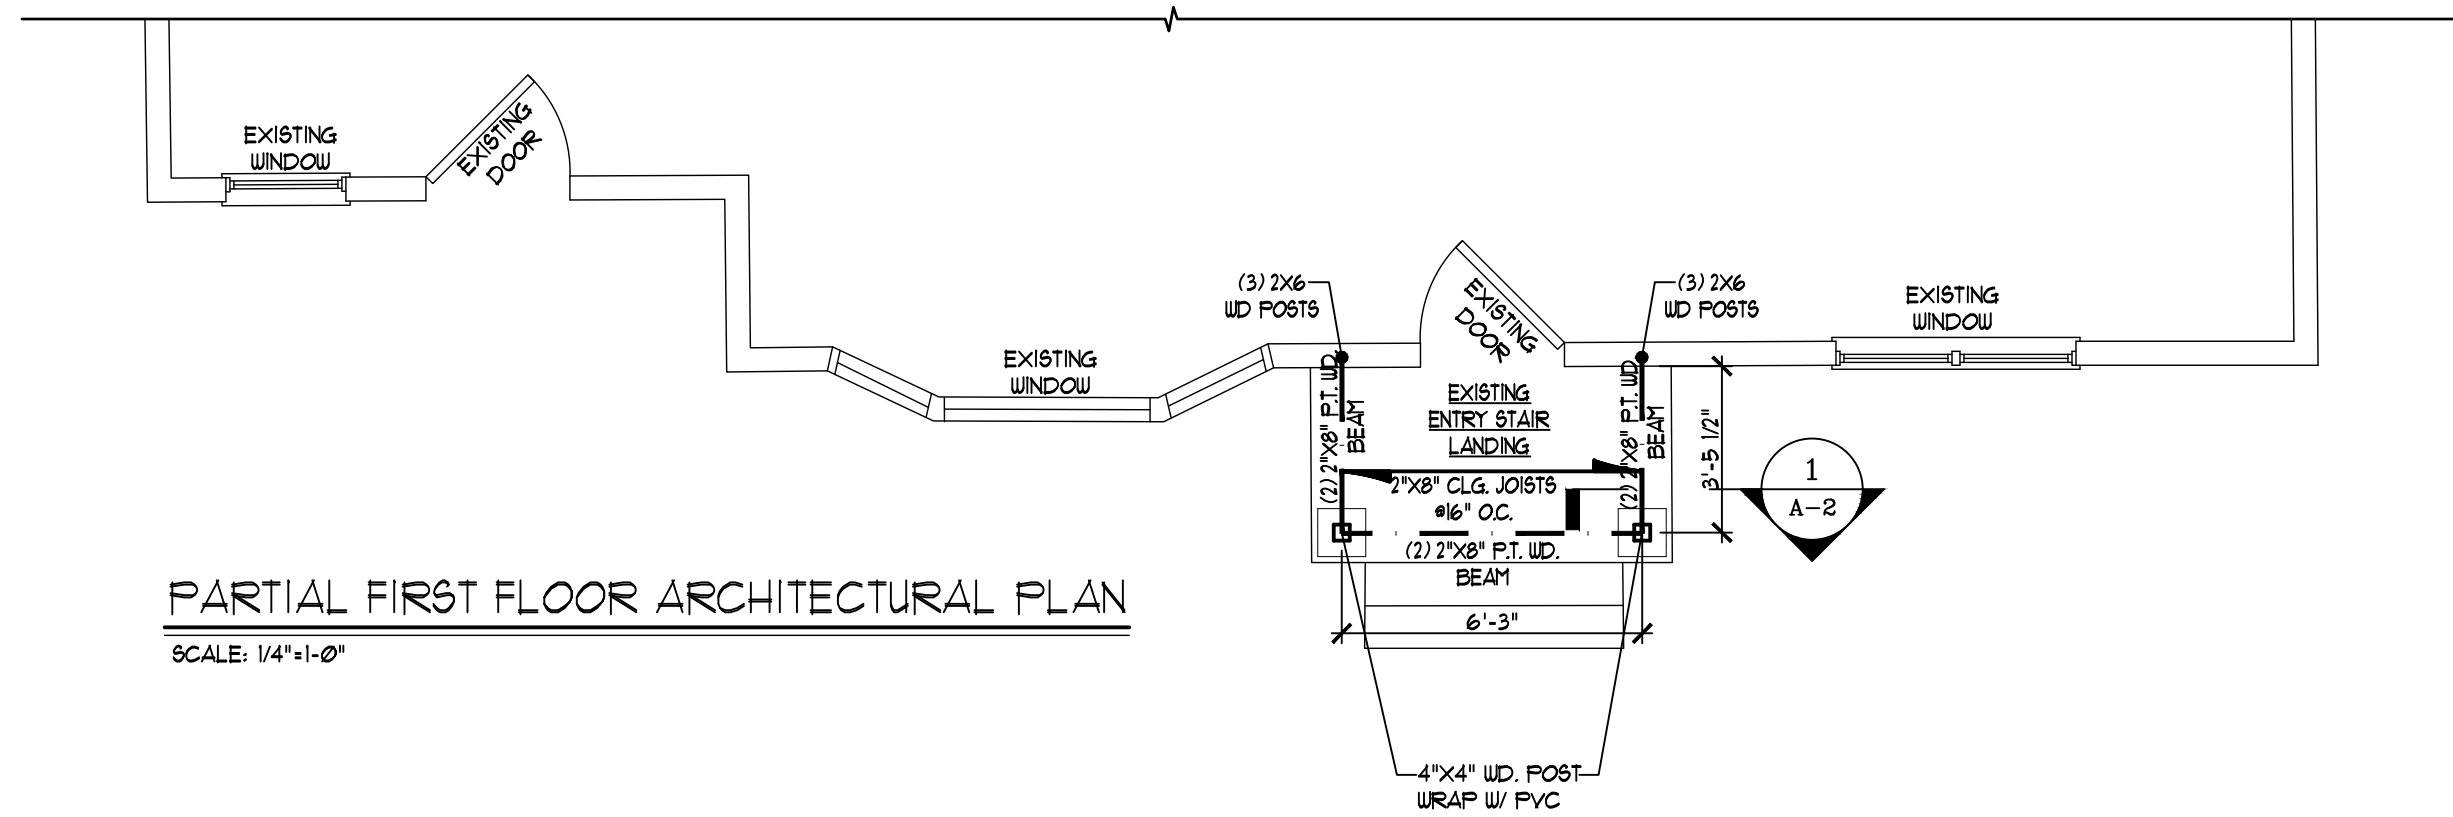 EXISTING
WINDOW
EXISTING
DOOR
EXISTING
WINDOW
(3) 2X6
WD POSTS
EXISTING
DOOR
(3) 2X6
WD POSTS
EXISTING
WINDOW
(2) 2"X8" P.T. WD
BEAM
EXISTING
ENTRY STAIR
LANDING
(2) 2"X8" P.T. WD
BEAM
3'-5 1/2"
1
A-2
2"X8" CLG. JOISTS
@16" O.C.
(2) 2"X8" P.T. WD.
BEAM
6'-3"
4"X4" WD. POST
WRAP W/ PVC
PARTIAL FIRST FLOOR ARCHITECTURAL PLAN
SCALE: 1/4"=1-0"